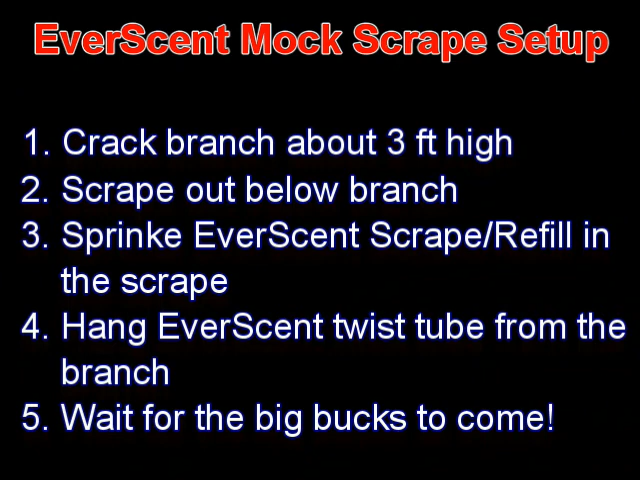 EverScent Mock Scrape Setup
1. Crack branch about 3 ft high
2. Scrape out below branch
3. Sprinke EverScent Scrape/Refill in
the scrape
4. Hang EverScent twist tube from the
branch
5. Wait for the big bucks to come!